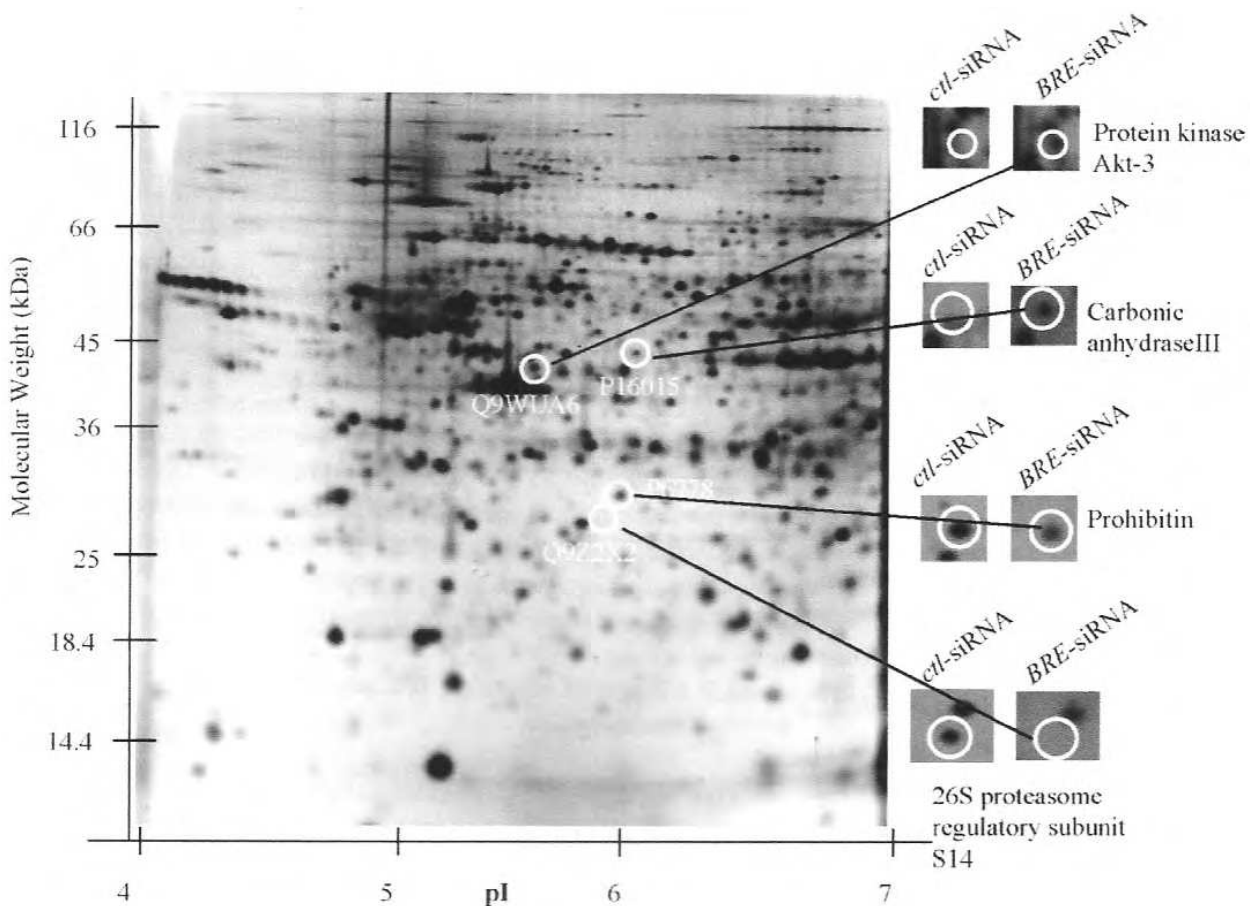 ctl-siRNA
BRE-siRNA
Protein kinase
Akt-3
ctl-siRNA
BRE-siRNA
Carbonic
anhydraseIII
ctl-siRNA
BRE-siRNA
Prohibitin
ctl-siRNA
BRE-siRNA
26S proteasome
regulatory subunit
S14
Molecular Weight (kDa)
116
66
45
36
25
18.4
14.4
Q9WUA6
P16015
Q9Z2X2
4
5
pI
6
7